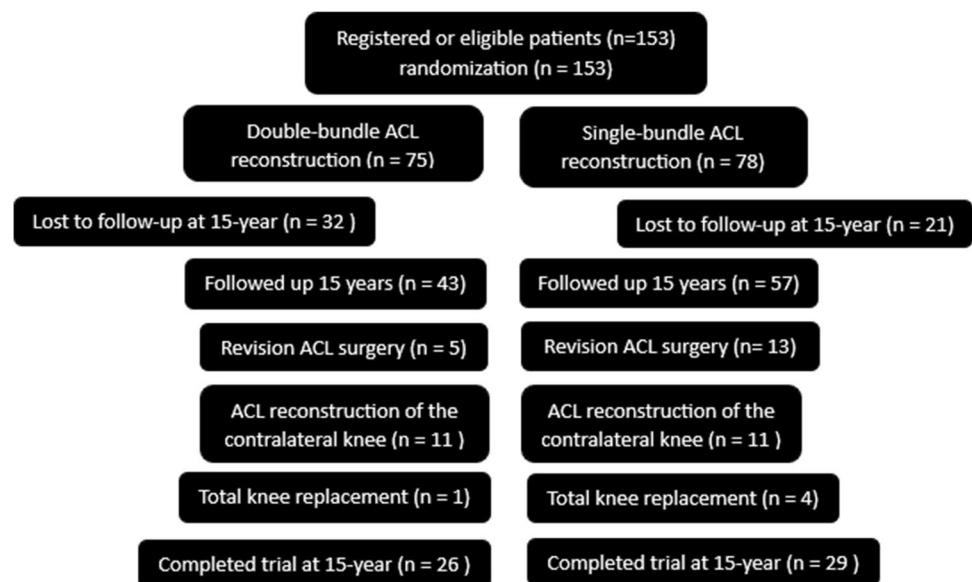 Registered or eligible patients (n=153)
randomization (n = 153)
Double-bundle ACL
reconstruction (n = 75)
Single-bundle ACL
reconstruction (n = 78)
Lost to follow-up at 15-year (n = 32 )
Lost to follow-up at 15-year (n = 21)
Followed up 15 years (n = 43)
Followed up 15 years (n = 57)
Revision ACL surgery (n = 5)
Revision ACL surgery (n= 13)
ACL reconstruction of the
contralateral knee (n = 11 )
ACL reconstruction of the
contralateral knee (n = 11 )
Total knee replacement (n = 1)
Total knee replacement (n = 4)
Completed trial at 15-year (n = 26 )
Completed trial at 15-year (n = 29 )